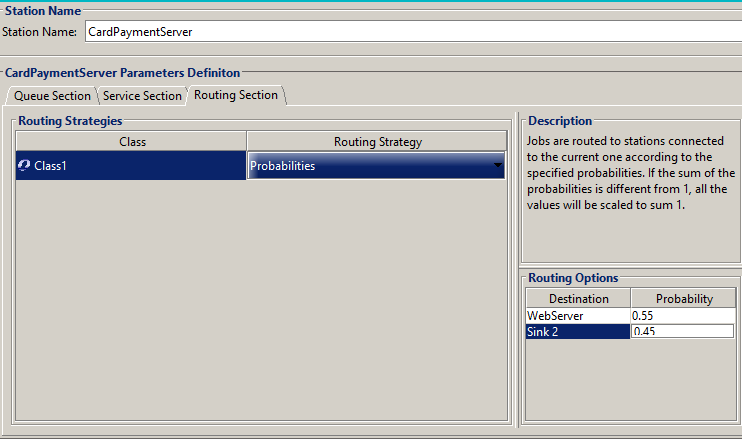 Station Name
Station Name: CardPaymentServer
CardPaymentServer Parameters Definiton
Queue Section Service Section Routing Section
Routing Strategies
Class Routing Strategy
Class1 Probabilities
Description
Jobs are routed to stations connected
to the current one according to the
specified probabilities. If the sum of the
probabilities is different from 1, all the
values will be scaled to sum 1.
Routing Options
Destination Probability
WebServer 0.55
Sink 2 0.45